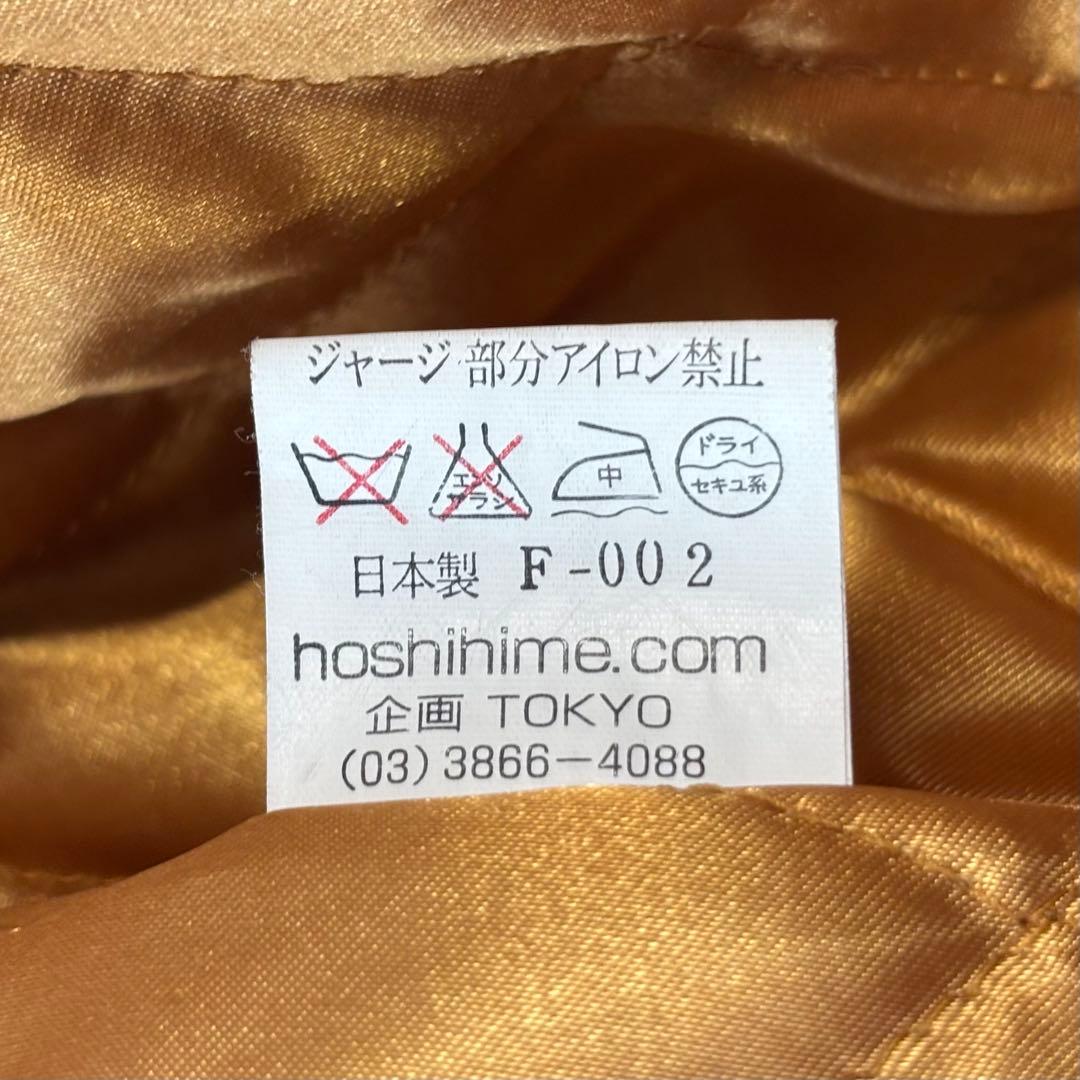 ジャージ部分アイロン禁止
エンソ
サラシ
中
ドライ
セキユ系
日本製 F-002
hoshihime.com
企画 TOKYO
(03)3866-4088